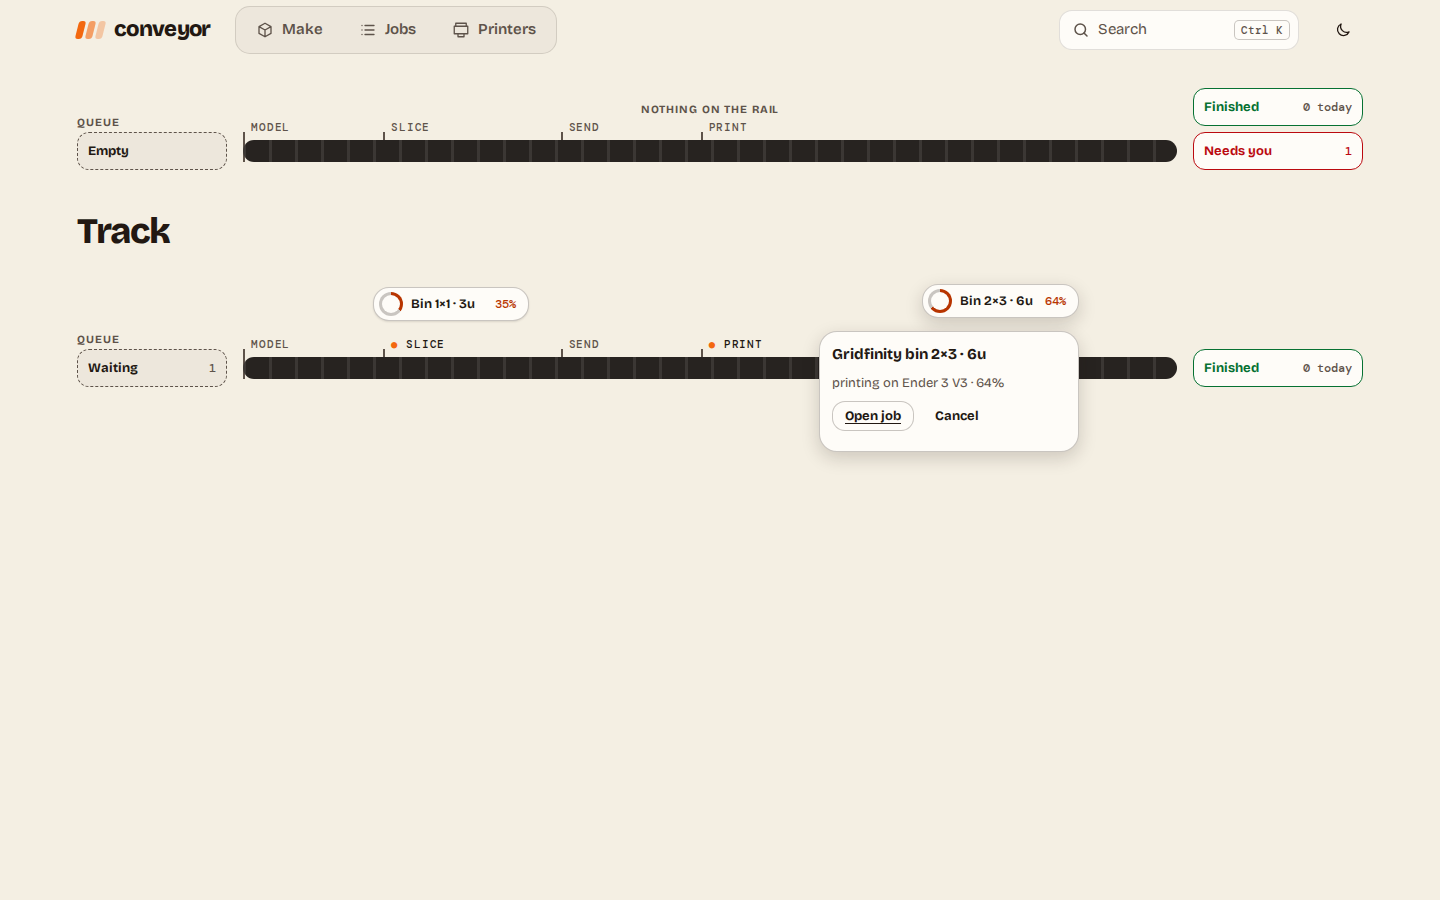 conveyor
Make
Jobs
Printers
Search
Ctrl K
NOTHING ON THE RAIL
QUEUE
Empty
MODEL
SLICE
SEND
PRINT
Finished 0 today
Needs you 1
Track
Bin 1×1 · 3u 35%
Bin 2×3 · 6u 64%
QUEUE
Waiting 1
MODEL
SLICE
SEND
PRINT
Finished 0 today
Gridfinity bin 2×3 · 6u
printing on Ender 3 V3 · 64%
Open job
Cancel